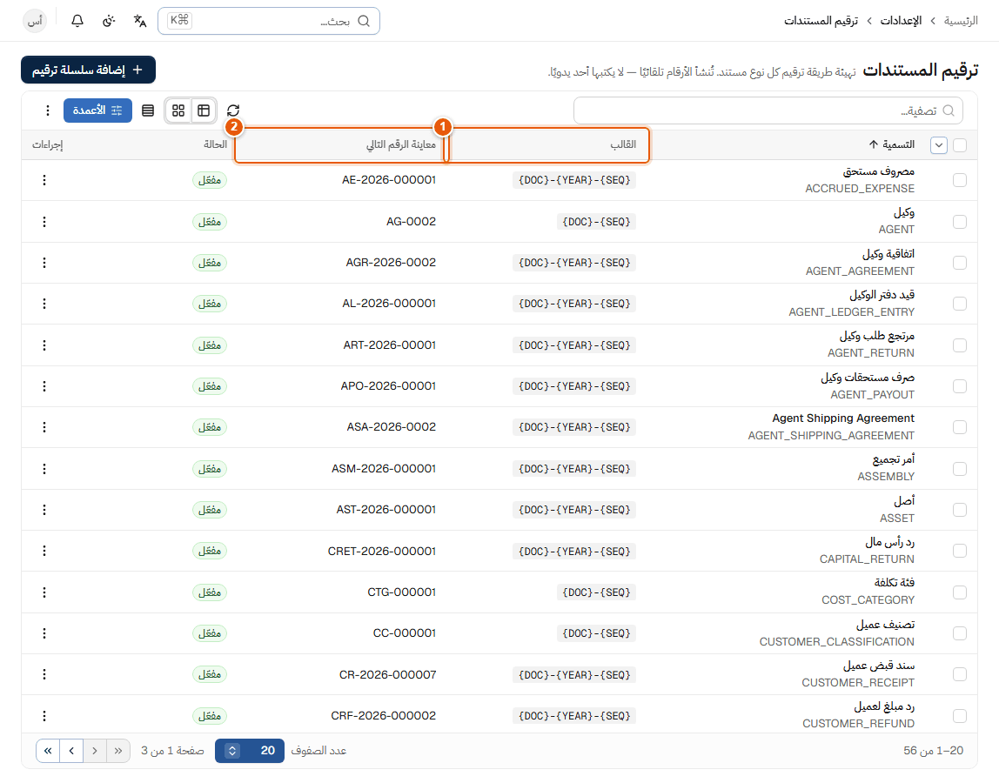 الرئيسية > الإعدادات > ترقيم المستندات
بحث... ⌘K
أس
ترقيم المستندات تهيئة طريقة ترقيم كل نوع مستند. تُنشأ الأرقام تلقائيًا — لا يكتبها أحد يدويًا.
+ إضافة سلسلة ترقيم
تصفية...
الأعمدة
1
2
التسمية ↑ القالب معاينة الرقم التالي الحالة إجراءات
مصروف مستحق
ACCRUED_EXPENSE {DOC}-{YEAR}-{SEQ} AE-2026-000001 مفعّل
وكيل
AGENT {DOC}-{SEQ} AG-0002 مفعّل
اتفاقية وكيل
AGENT_AGREEMENT {DOC}-{YEAR}-{SEQ} AGR-2026-0002 مفعّل
قيد دفتر الوكيل
AGENT_LEDGER_ENTRY {DOC}-{YEAR}-{SEQ} AL-2026-000001 مفعّل
مرتجع طلب وكيل
AGENT_RETURN {DOC}-{YEAR}-{SEQ} ART-2026-00001 مفعّل
صرف مستحقات وكيل
AGENT_PAYOUT {DOC}-{YEAR}-{SEQ} APO-2026-00001 مفعّل
Agent Shipping Agreement
AGENT_SHIPPING_AGREEMENT {DOC}-{YEAR}-{SEQ} ASA-2026-0002 مفعّل
أمر تجميع
ASSEMBLY {DOC}-{YEAR}-{SEQ} ASM-2026-000001 مفعّل
أصل
ASSET {DOC}-{YEAR}-{SEQ} AST-2026-000001 مفعّل
رد رأس مال
CAPITAL_RETURN {DOC}-{YEAR}-{SEQ} CRET-2026-000001 مفعّل
فئة تكلفة
COST_CATEGORY {DOC}-{SEQ} CTG-000001 مفعّل
تصنيف عميل
CUSTOMER_CLASSIFICATION {DOC}-{SEQ} CC-000001 مفعّل
سند قبض عميل
CUSTOMER_RECEIPT {DOC}-{YEAR}-{SEQ} CR-2026-000007 مفعّل
رد مبلغ لعميل
CUSTOMER_REFUND {DOC}-{YEAR}-{SEQ} CRF-2026-000002 مفعّل
1–20 من 56 عدد الصفوف 20 صفحة 1 من 3